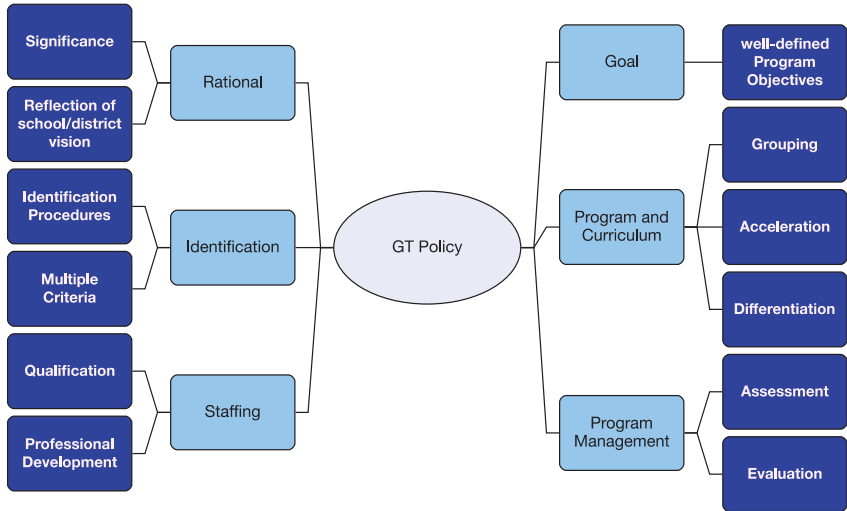 Significance
Reflection of
school/district
vision
Rational
Identification
Procedures
Multiple
Criteria
Identification
Qualification
Professional
Development
Staffing
GT Policy
Goal
well-defined
Program
Objectives
Program and
Curriculum
Grouping
Acceleration
Differentiation
Program
Management
Assessment
Evaluation